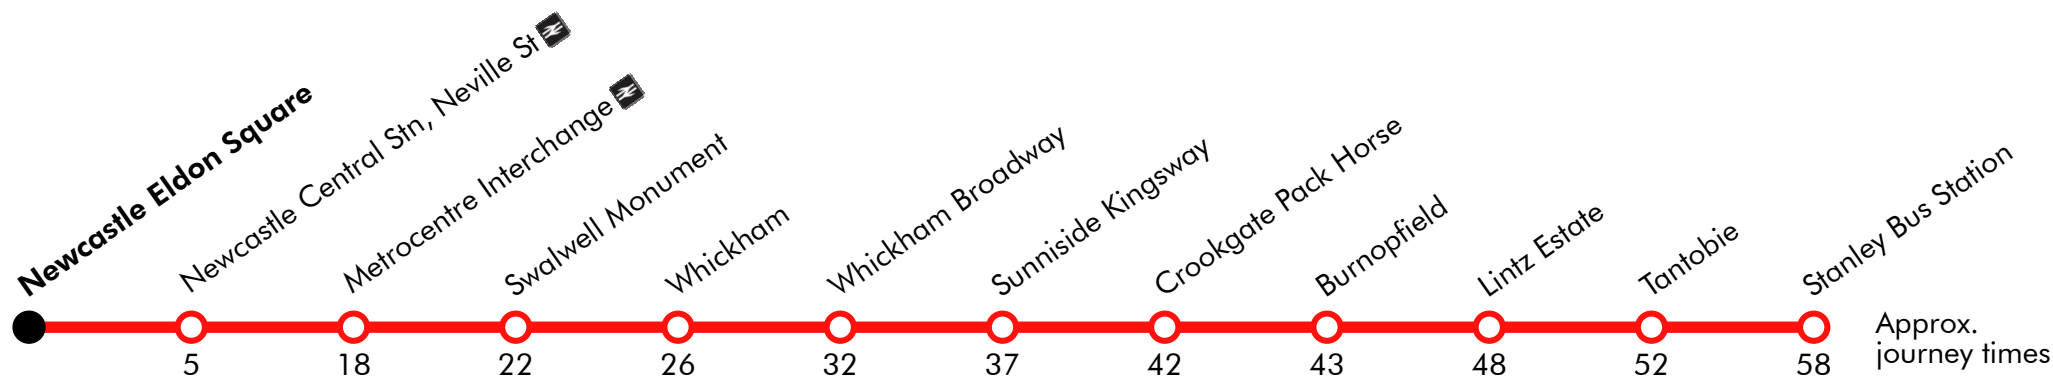 Newcastle Eldon Square
Newcastle Central Stn, Neville St
Metrocentre Interchange
Swalwell Monument
Whickham
Whickham Broadway
Sunniside Kingsway
Crookgate Pack Horse
Burnopfield
Lintz Estate
Tantobie
Stanley Bus Station
5 18 22 26 32 37 42 43 48 52 58
Approx.
journey times